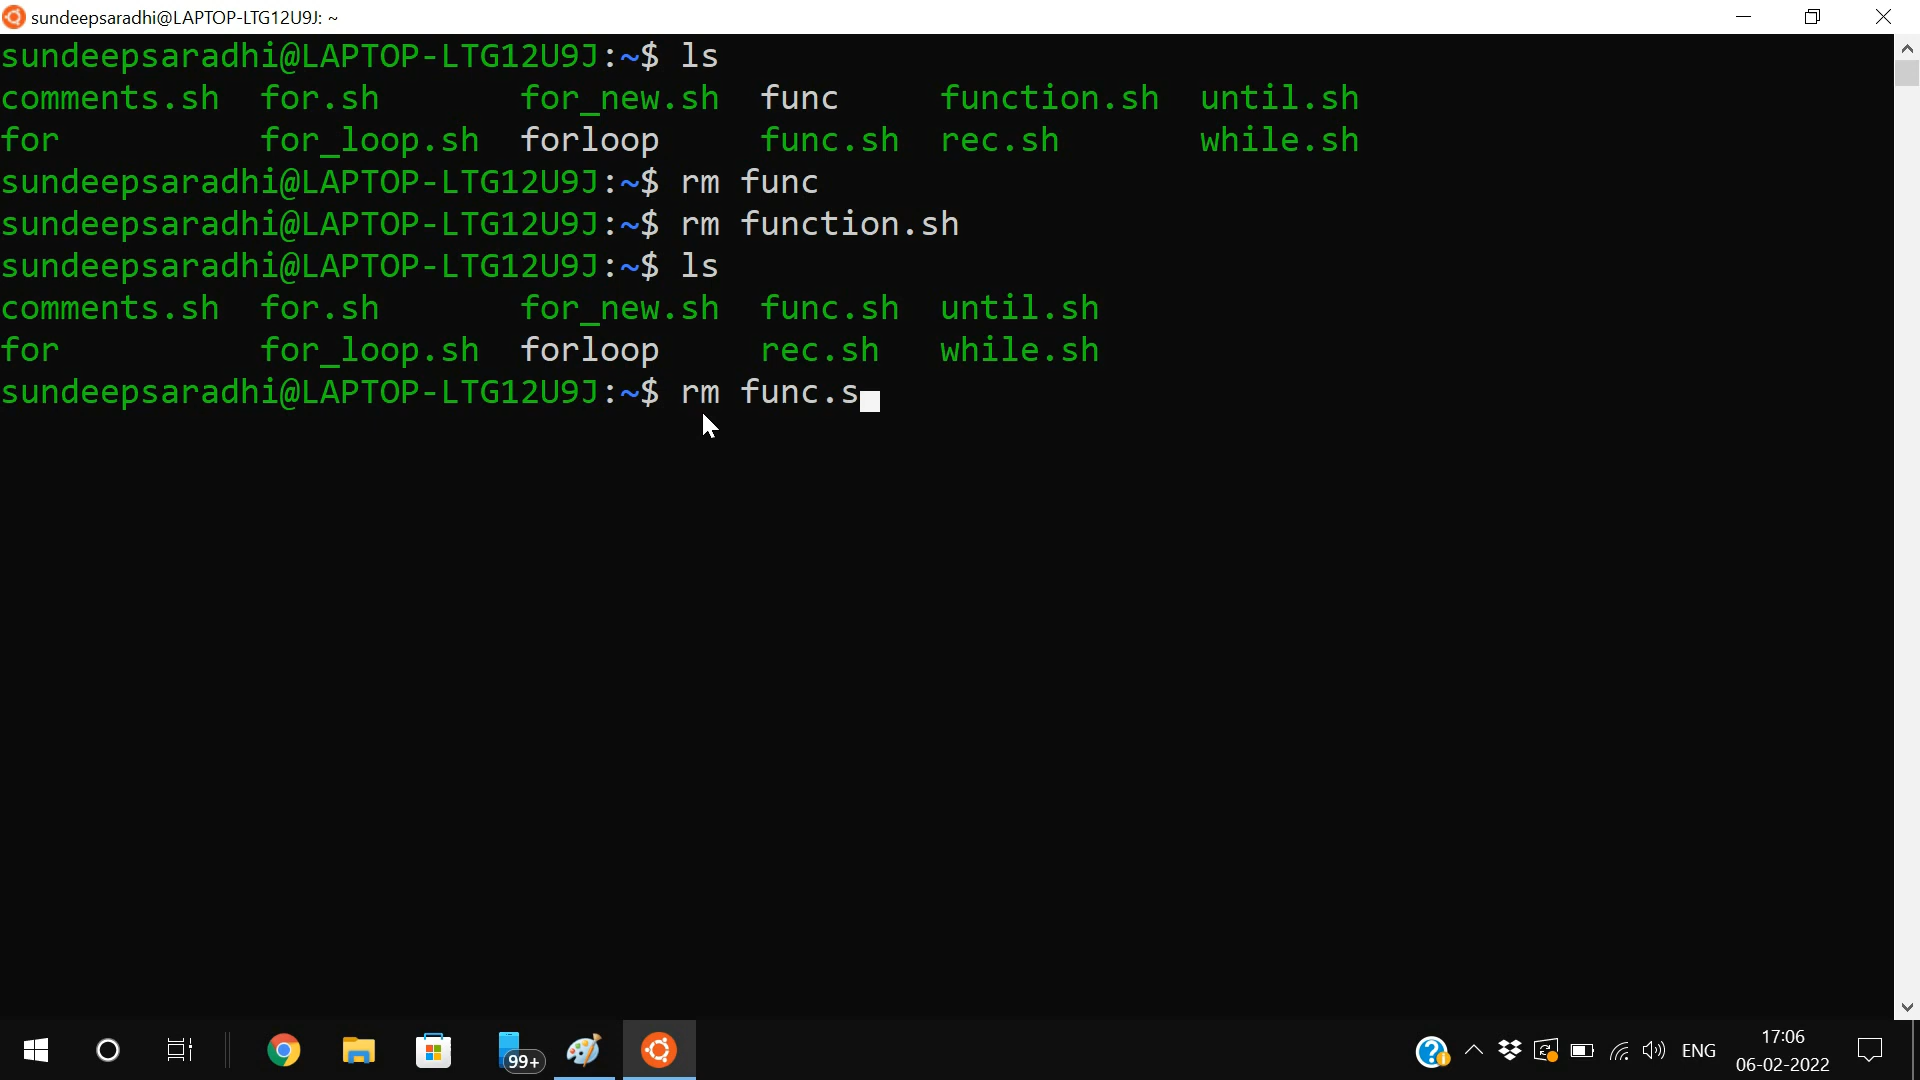 sundeepsaradhi@LAPTOP-LTG12U9J: ~
sundeepsaradhi@LAPTOP-LTG12U9J:~$ ls
comments.sh  for.sh       for_new.sh  func     function.sh  until.sh
for          for_loop.sh  forloop     func.sh  rec.sh       while.sh
sundeepsaradhi@LAPTOP-LTG12U9J:~$ rm func
sundeepsaradhi@LAPTOP-LTG12U9J:~$ rm function.sh
sundeepsaradhi@LAPTOP-LTG12U9J:~$ ls
comments.sh  for.sh       for_new.sh  func.sh  until.sh
for          for_loop.sh  forloop     rec.sh   while.sh
sundeepsaradhi@LAPTOP-LTG12U9J:~$ rm func.s
99+
ENG
17:06
06-02-2022